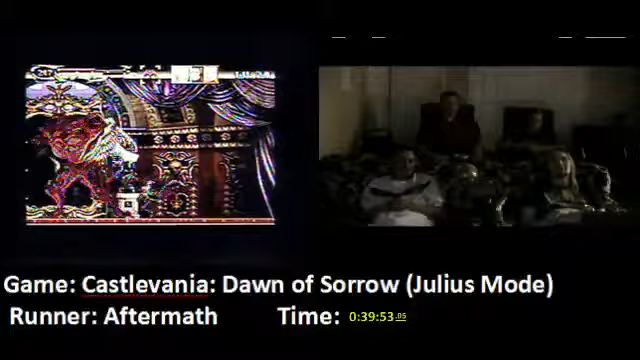 Game: Castlevania: Dawn of Sorrow (Julius Mode)
Runner: Aftermath Time: 0:39:53.05